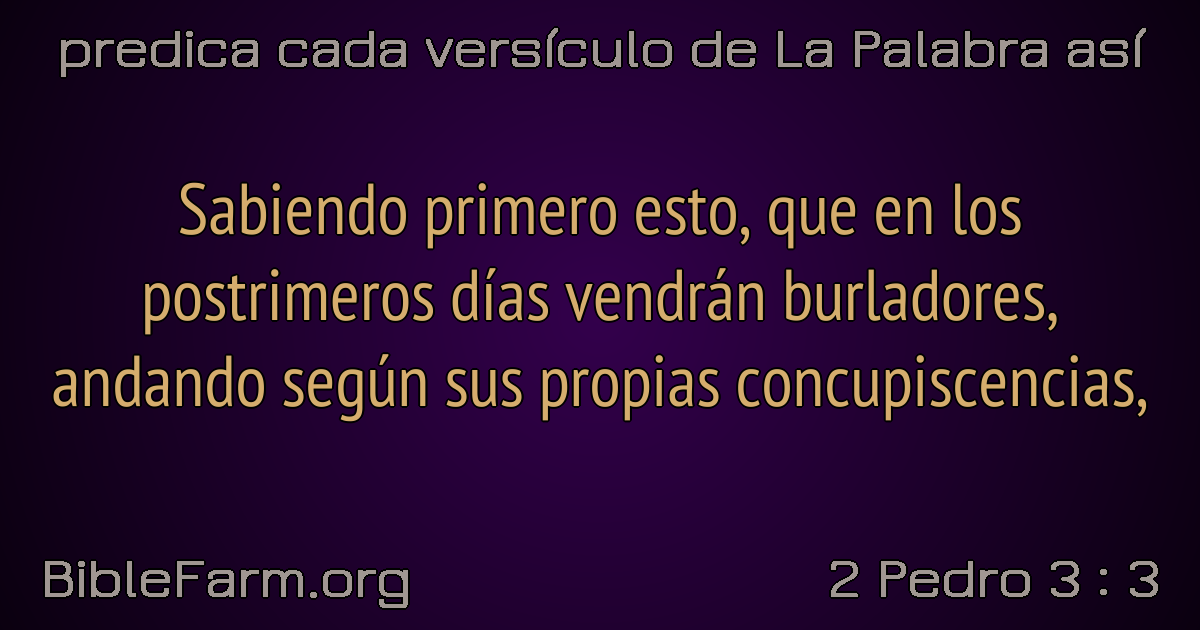 predica cada versículo de La Palabra así
Sabiendo primero esto, que en los
postrimeros días vendrán burladores,
andando según sus propias concupiscencias,
BibleFarm.org
2 Pedro 3 : 3